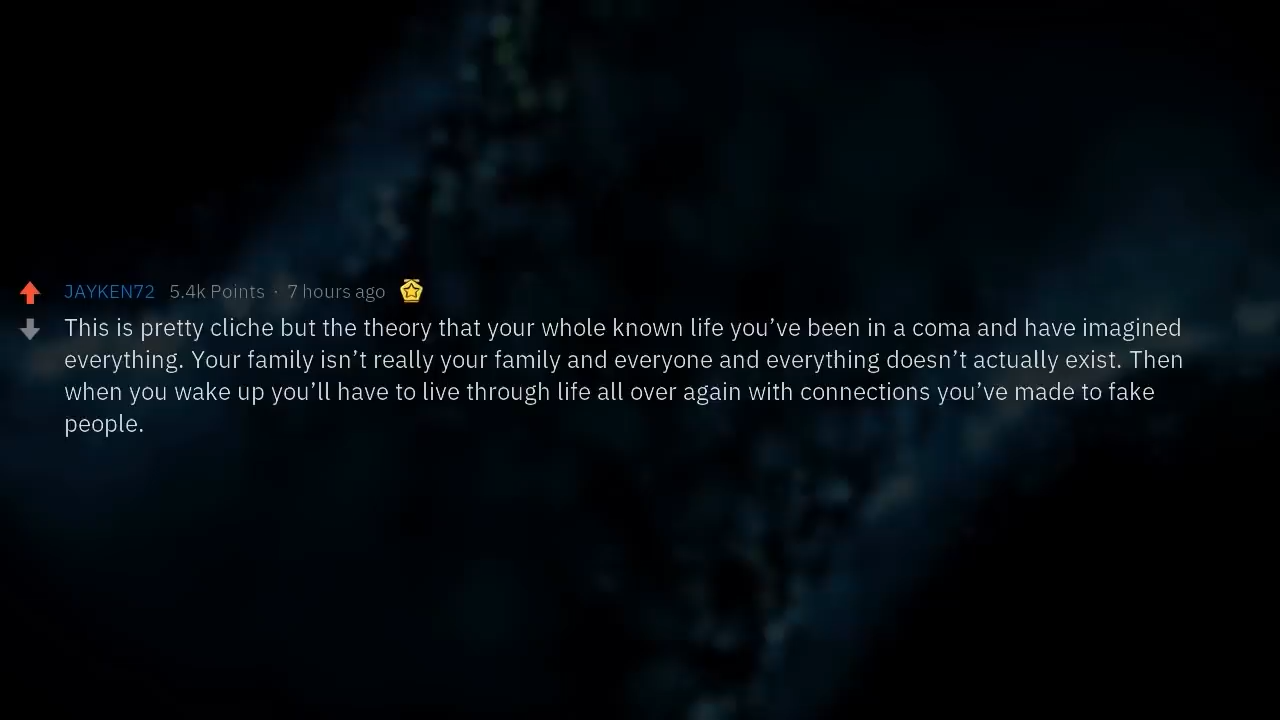 JAYKEN72 5.4k Points · 7 hours ago
This is pretty cliche but the theory that your whole known life you’ve been in a coma and have imagined
everything. Your family isn’t really your family and everyone and everything doesn’t actually exist. Then
when you wake up you’ll have to live through life all over again with connections you’ve made to fake
people.